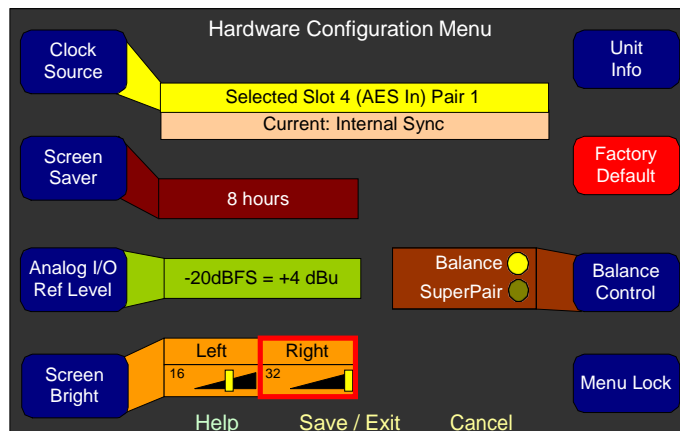 Hardware Configuration Menu
Clock
Source
Selected Slot 4 (AES In) Pair 1
Current: Internal Sync
Unit
Info
Screen
Saver
8 hours
Factory
Default
Analog I/O
Ref Level
-20dBFS = +4 dBu
Balance
SuperPair
Balance
Control
Screen
Bright
Left
16
Right
32
Menu Lock
Help
Save / Exit
Cancel